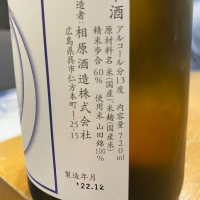 酒
アルコール分13度 内容量720ml
原材料名 米(国産)、米麹(国産米)
精米歩合60% 使用米 山田錦100%
造者:相原酒造株式会社
広島県呉市仁方本町1-25-15
製造年月
'22.12